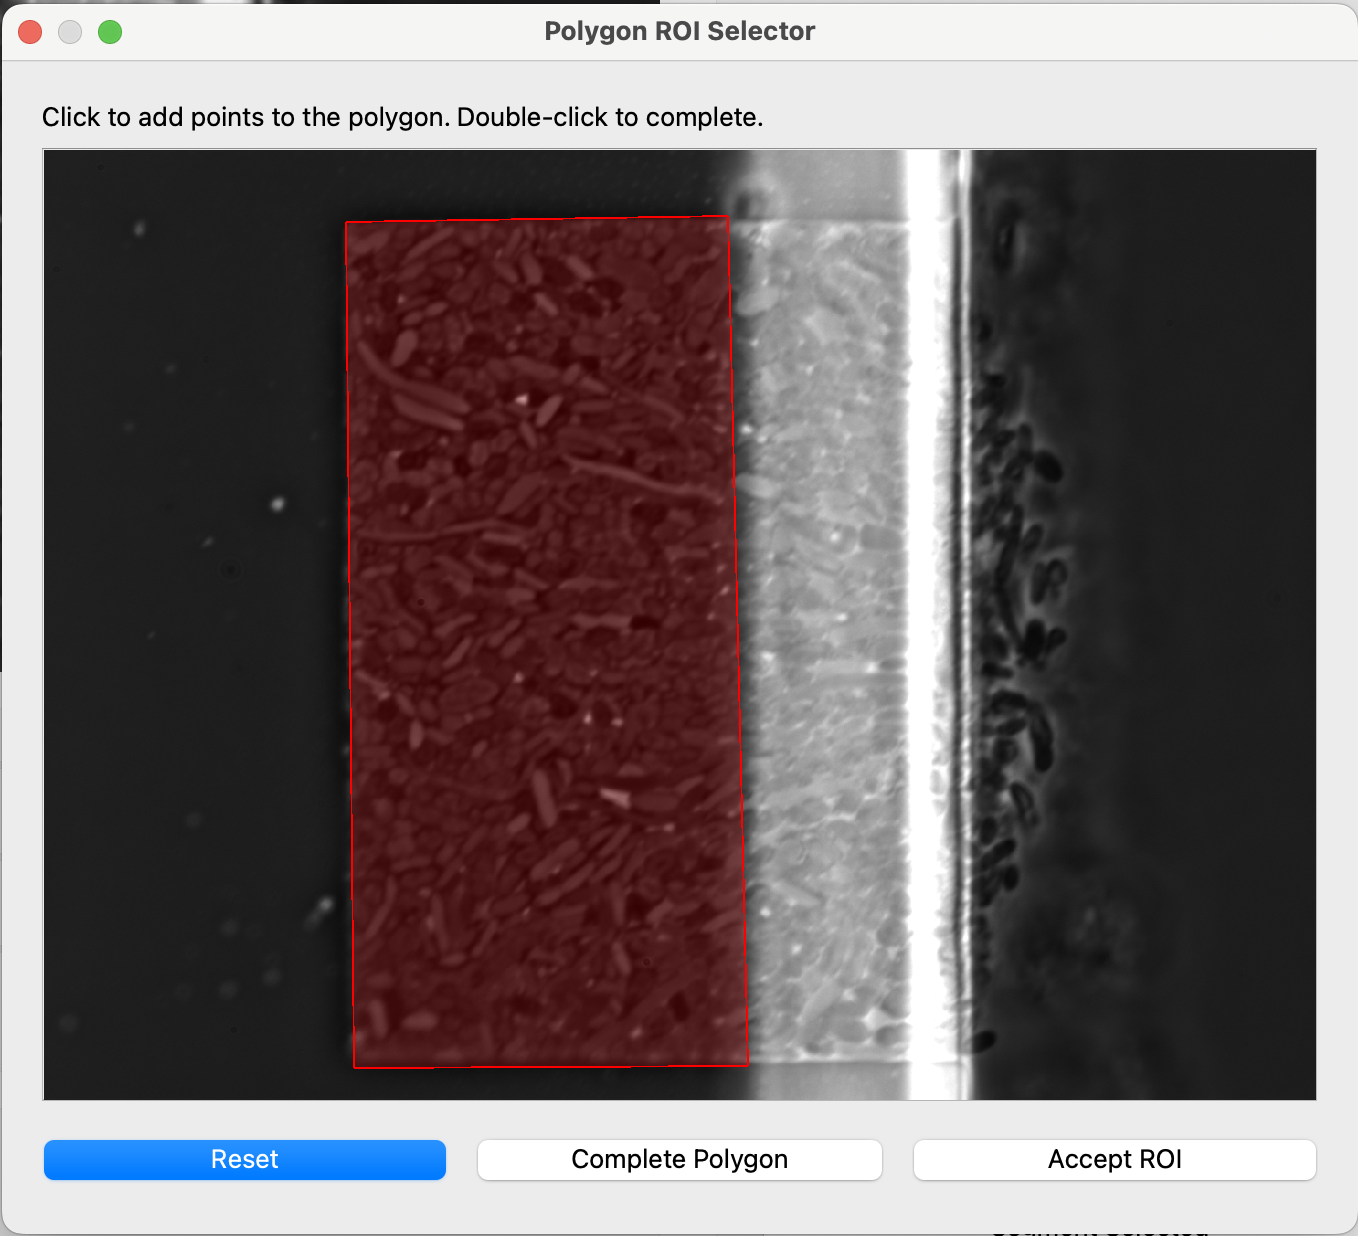 Polygon ROI Selector
Click to add points to the polygon. Double-click to complete.
Reset
Complete Polygon
Accept ROI